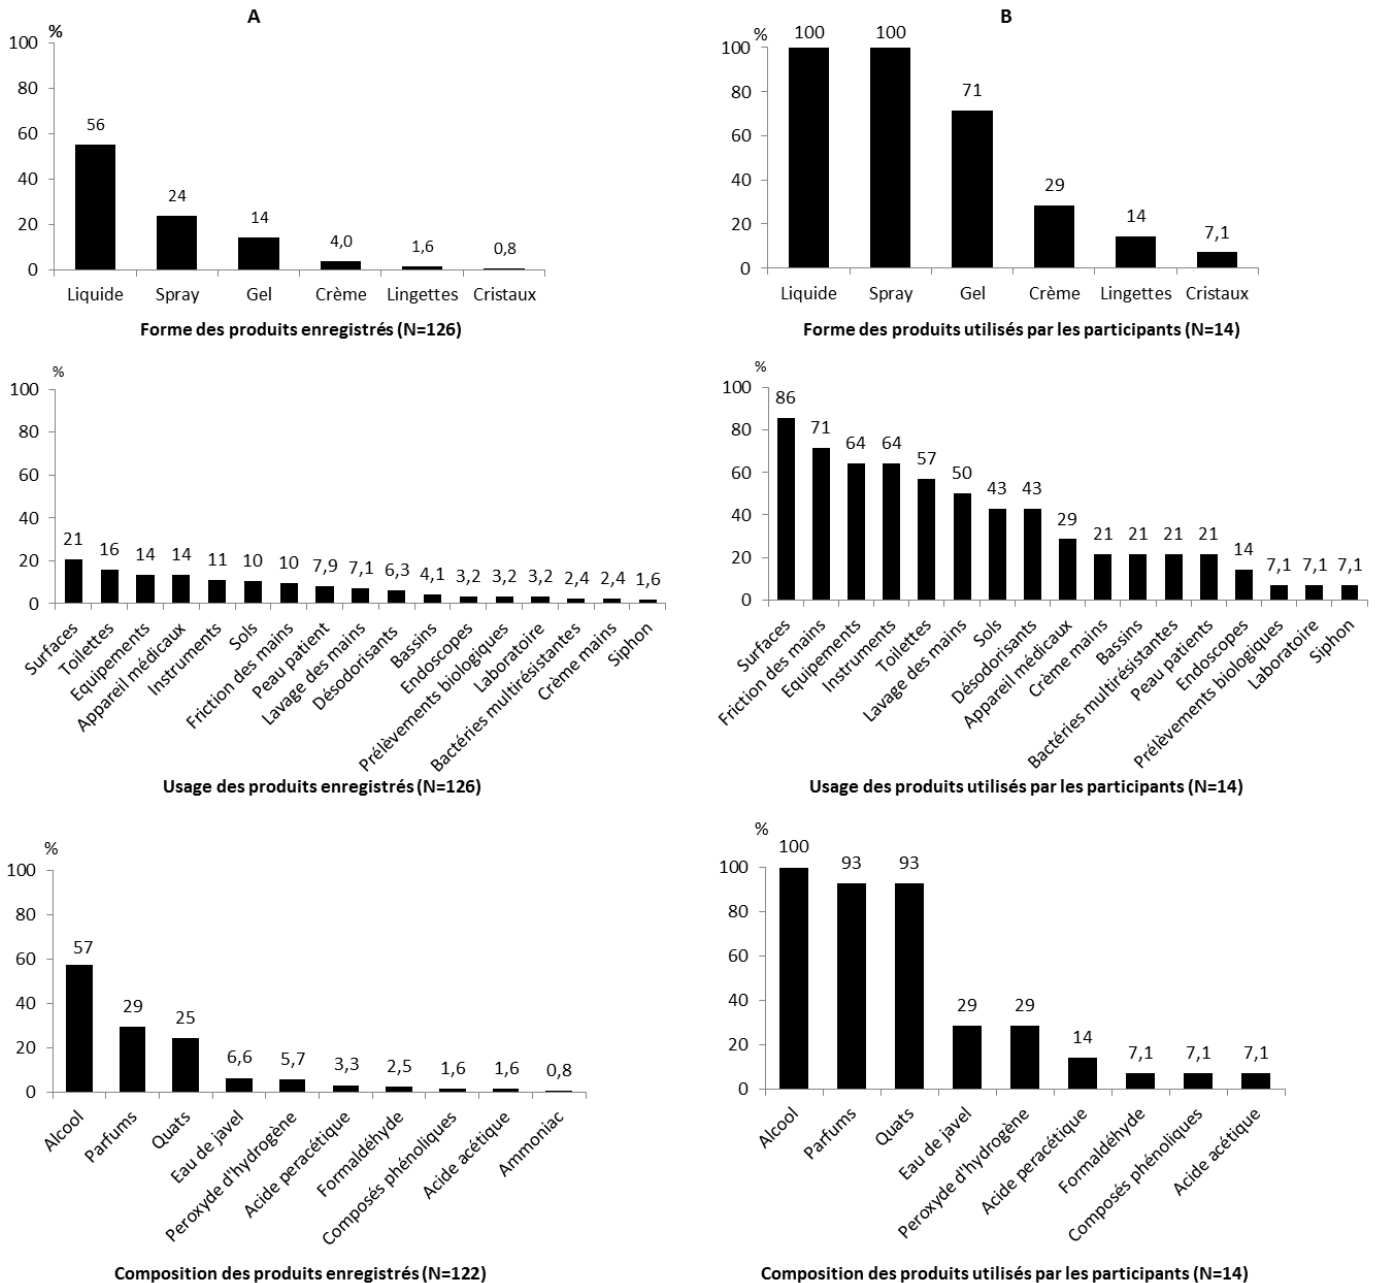 A
%
100
80
60
40
20
0
56
24
14
4,0
1,6
0,8
Liquide Spray Gel Crème Lingettes Cristaux
Forme des produits enregistrés (N=126)
B
%
100
80
60
40
20
0
100
100
71
29
14
7,1
Liquide Spray Gel Crème Lingettes Cristaux
Forme des produits utilisés par les participants (N=14)
%
100
80
60
40
20
0
21
16
14
14
11
10
10
7,9
7,1
6,3
4,1
3,2
3,2
3,2
2,4
2,4
1,6
Surfaces
Toilettes
Equipements
Appareil médicaux
Instruments
Sols
Friction des mains
Peau patient
Lavage des mains
Désodorisants
Bassins
Endoscopes
Prélèvements biologiques
Laboratoire
Bactéries multirésistantes
Crème mains
Siphon
Usage des produits enregistrés (N=126)
%
100
80
60
40
20
0
86
71
64
64
57
50
43
43
29
21
21
21
21
14
7,1
7,1
7,1
Surfaces
Friction des mains
Equipements
Instruments
Toilettes
Lavage des mains
Sols
Désodorisants
Appareil médicaux
Crème mains
Bassins
Bactéries multirésistantes
Peau patient
Endoscopes
Prélèvements biologiques
Laboratoire
Siphon
Usage des produits utilisés par les participants (N=14)
%
100
80
60
40
20
0
57
29
25
6,6
5,7
3,3
2,5
1,6
1,6
0,8
Alcool
Parfums
Quats
Eau de javel
Peroxyde d'hydrogène
Acide peracétique
Formaldéhyde
Composés phénoliques
Acide acétique
Ammoniac
Composition des produits enregistrés (N=122)
%
100
80
60
40
20
0
100
93
93
29
29
14
7,1
7,1
7,1
Alcool
Parfums
Quats
Eau de javel
Peroxyde d'hydrogène
Acide peracétique
Formaldéhyde
Composés phénoliques
Acide acétique
Composition des produits utilisés par les participants (N=14)